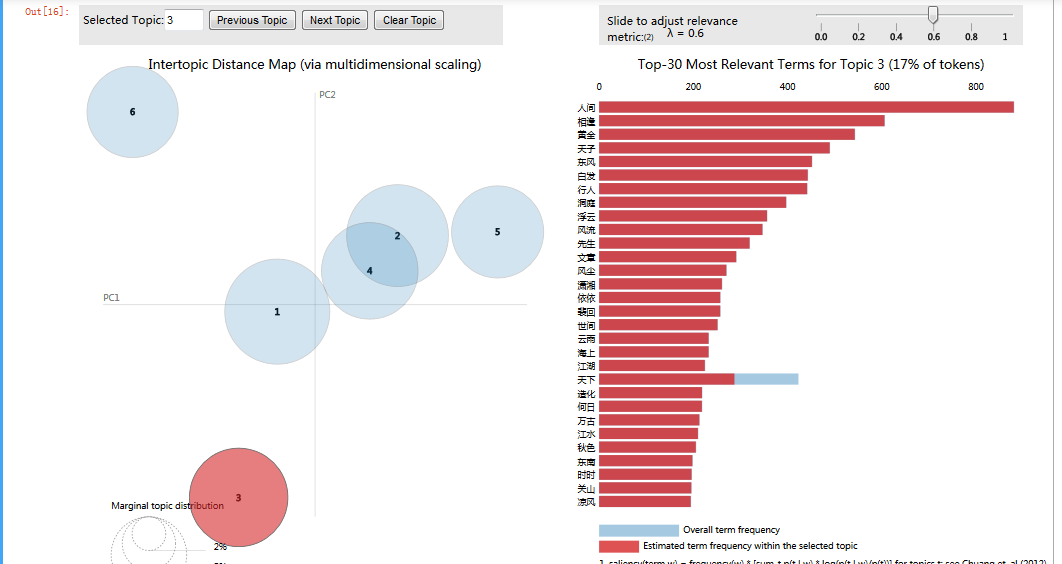 Out[16]:
Selected Topic: 3 Previous Topic Next Topic Clear Topic
Slide to adjust relevance
metric:(2) λ = 0.6
0.0 0.2 0.4 0.6 0.8 1
Intertopic Distance Map (via multidimensional scaling)
PC2
PC1
6
2
5
4
1
3
Marginal topic distribution
2%
Top-30 Most Relevant Terms for Topic 3 (17% of tokens)
0 200 400 600 800
人间
相逢
黄金
天子
东风
白发
行人
洞庭
浮云
风流
先生
文章
风尘
潇湘
依依
裴回
世间
云雨
海上
江湖
天下
造化
何日
万古
江水
秋色
东南
时时
关山
凉风
Overall term frequency
Estimated term frequency within the selected topic